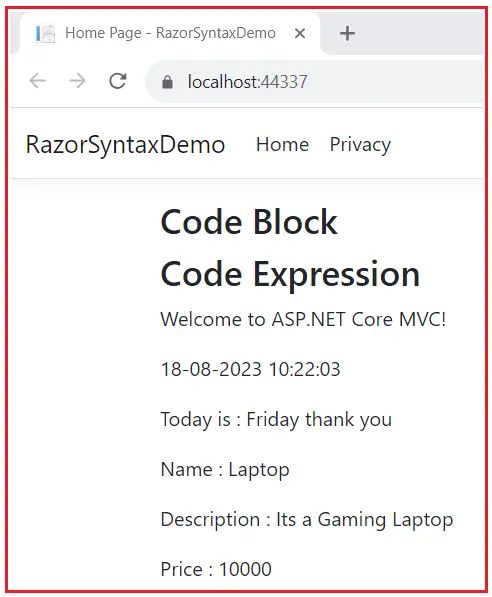 Home Page - RazorSyntaxDemo
localhost:44337
RazorSyntaxDemo Home Privacy
Code Block
Code Expression
Welcome to ASP.NET Core MVC!
18-08-2023 10:22:03
Today is : Friday thank you
Name : Laptop
Description : Its a Gaming Laptop
Price : 10000